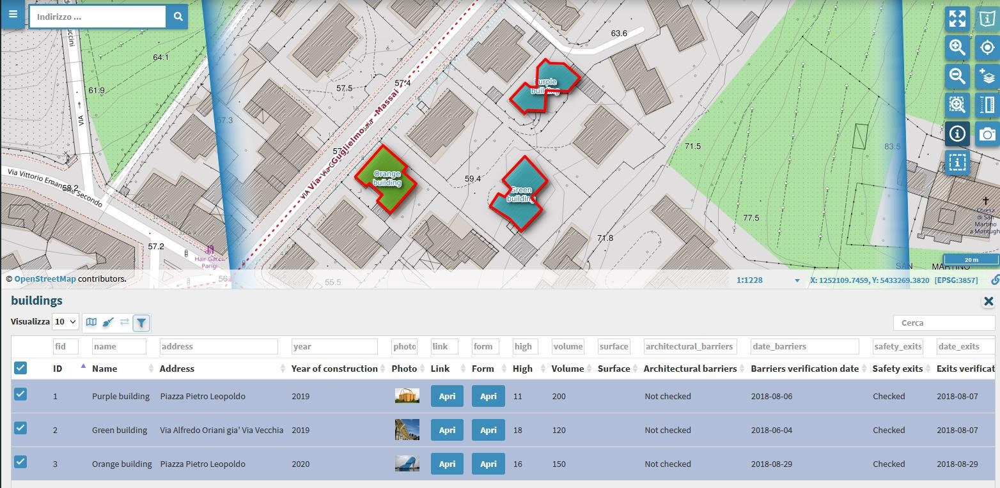 Indirizzo ...
63.6
64.1
57.5
57.4
61.9
VIA
Via Guglielmo Massaia
57.3
Purple
building
71.5
83.5
Via Vittorio Emanuele Secondo
58.2
Orange
building
59.4
Green
building
77.5
Chiesa
di San
Martino
a Montugh
57.2
Hair Gacci
Parigi
71.8
20 m
SAN MARTINO
56
55.5
© OpenStreetMap contributors.
1:1228
X: 1252109.7459, Y: 5433269.3820 [EPSG:3857]
buildings
Visualizza 10
Cerca
fid name address year photo link form high volume surface architectural_barriers date_barriers safety_exits date_exits
ID Name Address Year of construction Photo Link Form High Volume Surface Architectural barriers Barriers verification date Safety exits Exits verificat
1 Purple building Piazza Pietro Leopoldo 2019 Apri Apri 11 200 Not checked 2018-08-06 Checked 2018-08-07
2 Green building Via Alfredo Oriani gia' Via Vecchia 2019 Apri Apri 18 120 Not checked 2018-06-04 Checked 2018-08-07
3 Orange building Piazza Pietro Leopoldo 2020 Apri Apri 16 150 Not checked 2018-08-29 Checked 2018-08-29